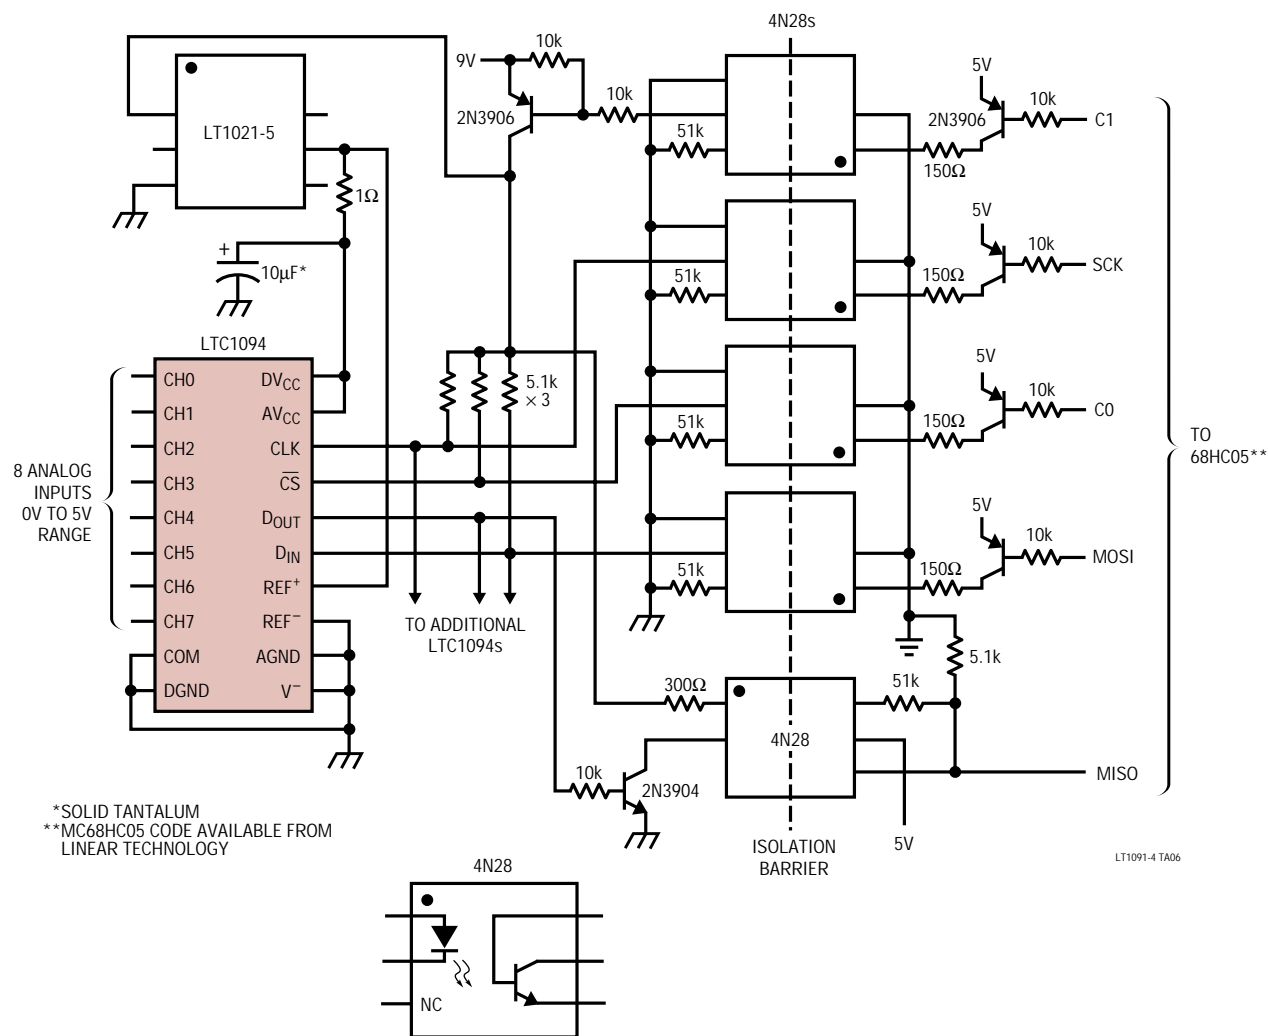 4N28s
9V
10k
5V
LT1021-5
2N3906
10k
51k
2N3906
10k
C1
150Ω
1Ω
+
10µF*
5V
10k
SCK
51k
150Ω
LTC1094
CH0
CH1
CH2
CH3
CH4
CH5
CH6
CH7
COM
DGND
DVCC
AVCC
CLK
C̅S̅
DOUT
DIN
REF+
REF−
AGND
V−
8 ANALOG
INPUTS
0V TO 5V
RANGE
5.1k
× 3
5V
10k
C0
51k
150Ω
TO
68HC05**
5V
10k
MOSI
51k
150Ω
TO ADDITIONAL
LTC1094s
5.1k
300Ω
51k
4N28
10k
2N3904
MISO
5V
ISOLATION
BARRIER
*SOLID TANTALUM
**MC68HC05 CODE AVAILABLE FROM
LINEAR TECHNOLOGY
LT1091-4 TA06
4N28
NC